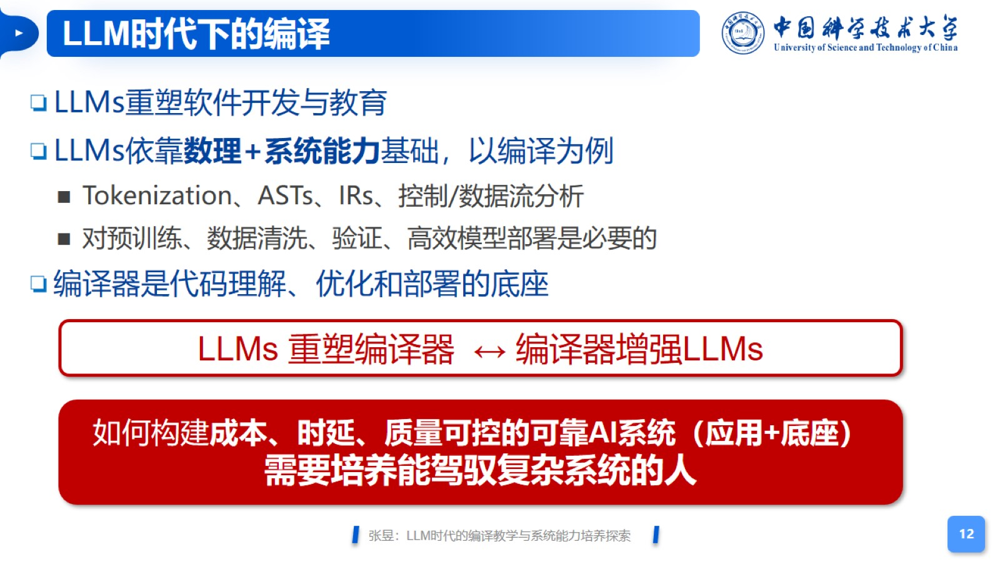 LLM时代下的编译
中国科学技术大学
University of Science and Technology of China
LLMs重塑软件开发与教育
LLMs依靠数理+系统能力基础，以编译为例
Tokenization、ASTs、IRs、控制/数据流分析
对预训练、数据清洗、验证、高效模型部署是必要的
编译器是代码理解、优化和部署的底座
LLMs 重塑编译器 ↔ 编译器增强LLMs
如何构建成本、时延、质量可控的可靠AI系统（应用+底座）
需要培养能驾驭复杂系统的人
张昱：LLM时代的编译教学与系统能力培养探索
12